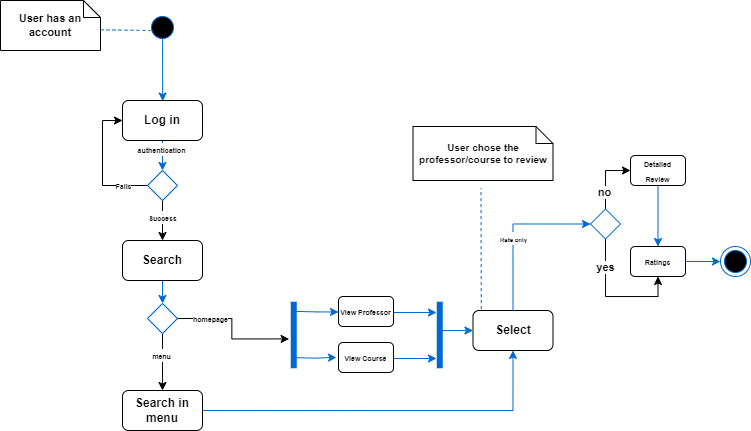 User has an
account
Log in
authentication
Fails
Success
Search
homepage
menu
Search in
menu
View Professor
View Course
User chose the
professor/course to review
Select
Rate only
no
yes
Detailed
Review
Ratings